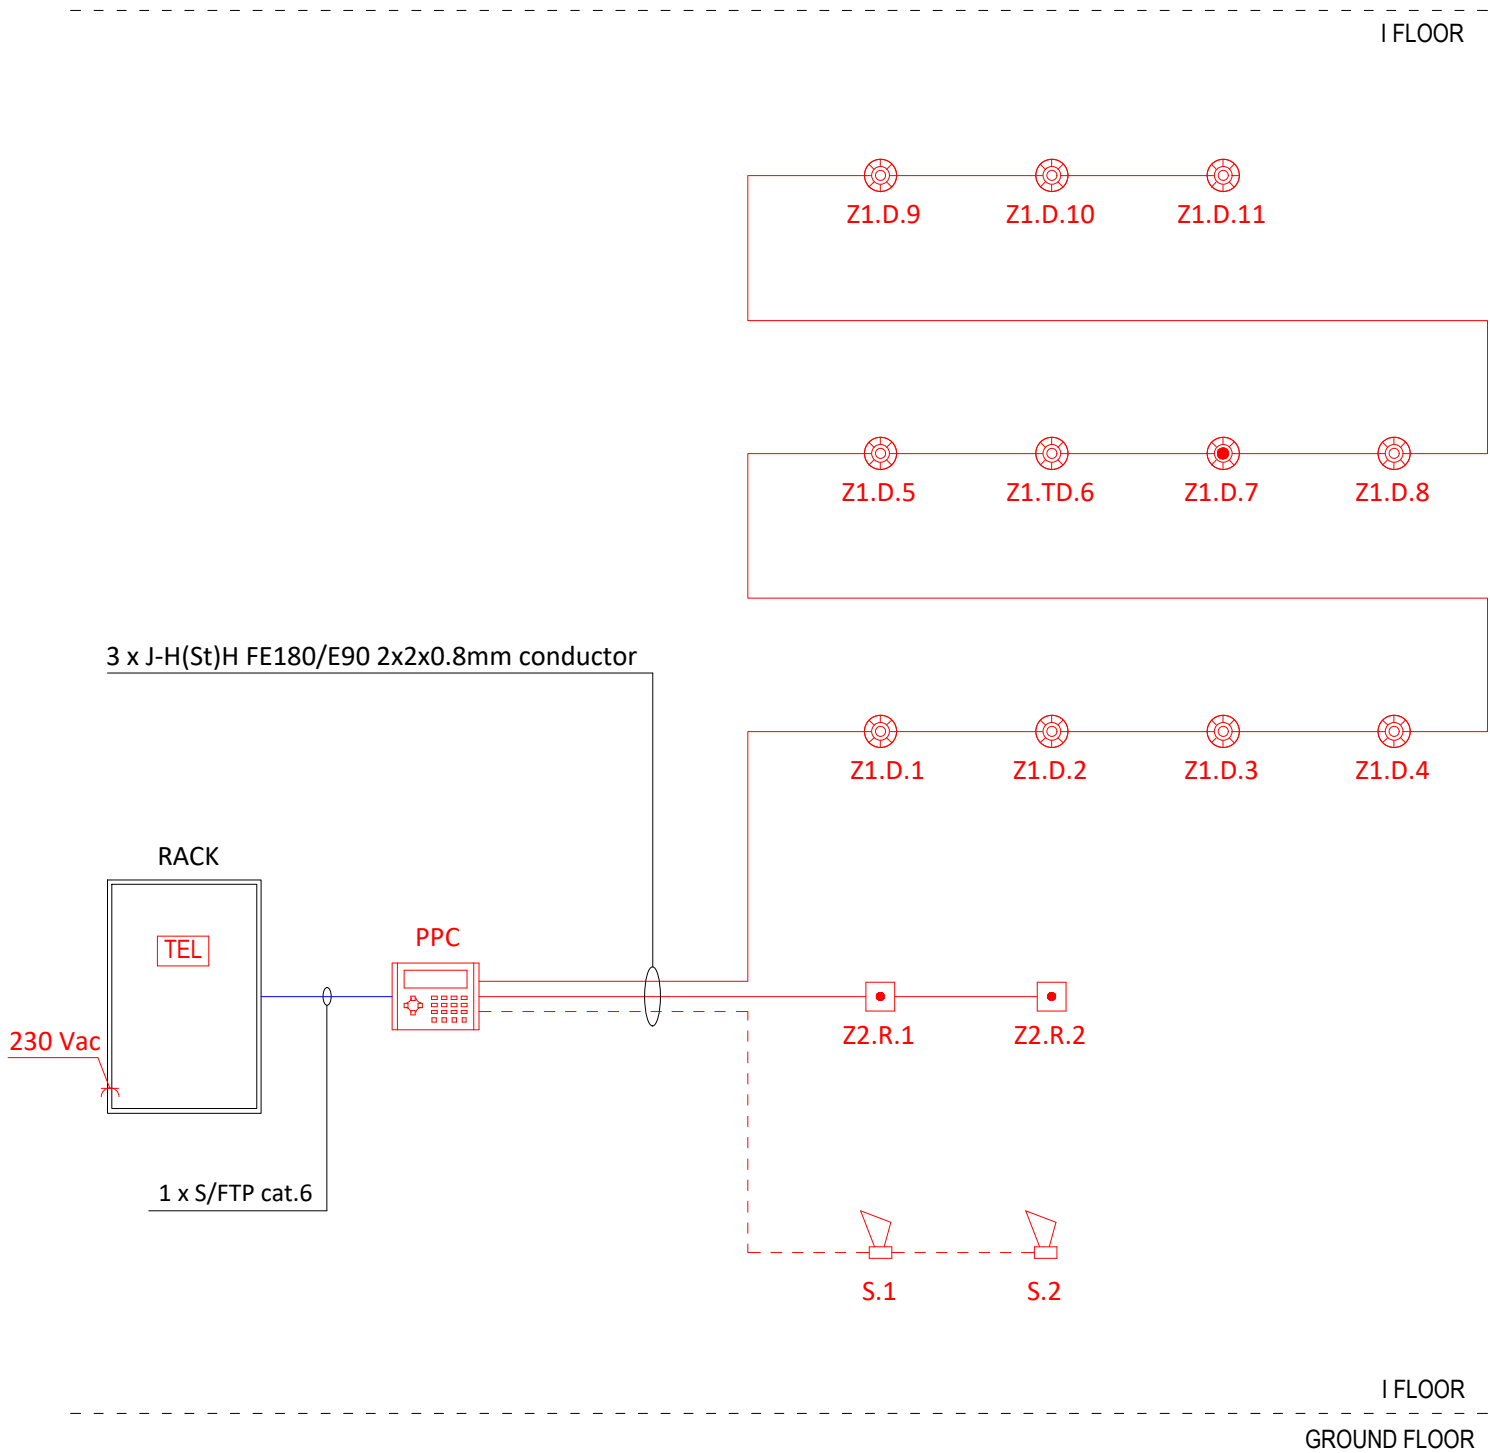 I FLOOR
Z1.D.9 Z1.D.10 Z1.D.11
Z1.D.5 Z1.TD.6 Z1.D.7 Z1.D.8
3 x J-H(St)H FE180/E90 2x2x0.8mm conductor
Z1.D.1 Z1.D.2 Z1.D.3 Z1.D.4
RACK
TEL
PPC
230 Vac
Z2.R.1 Z2.R.2
1 x S/FTP cat.6
S.1 S.2
I FLOOR
GROUND FLOOR